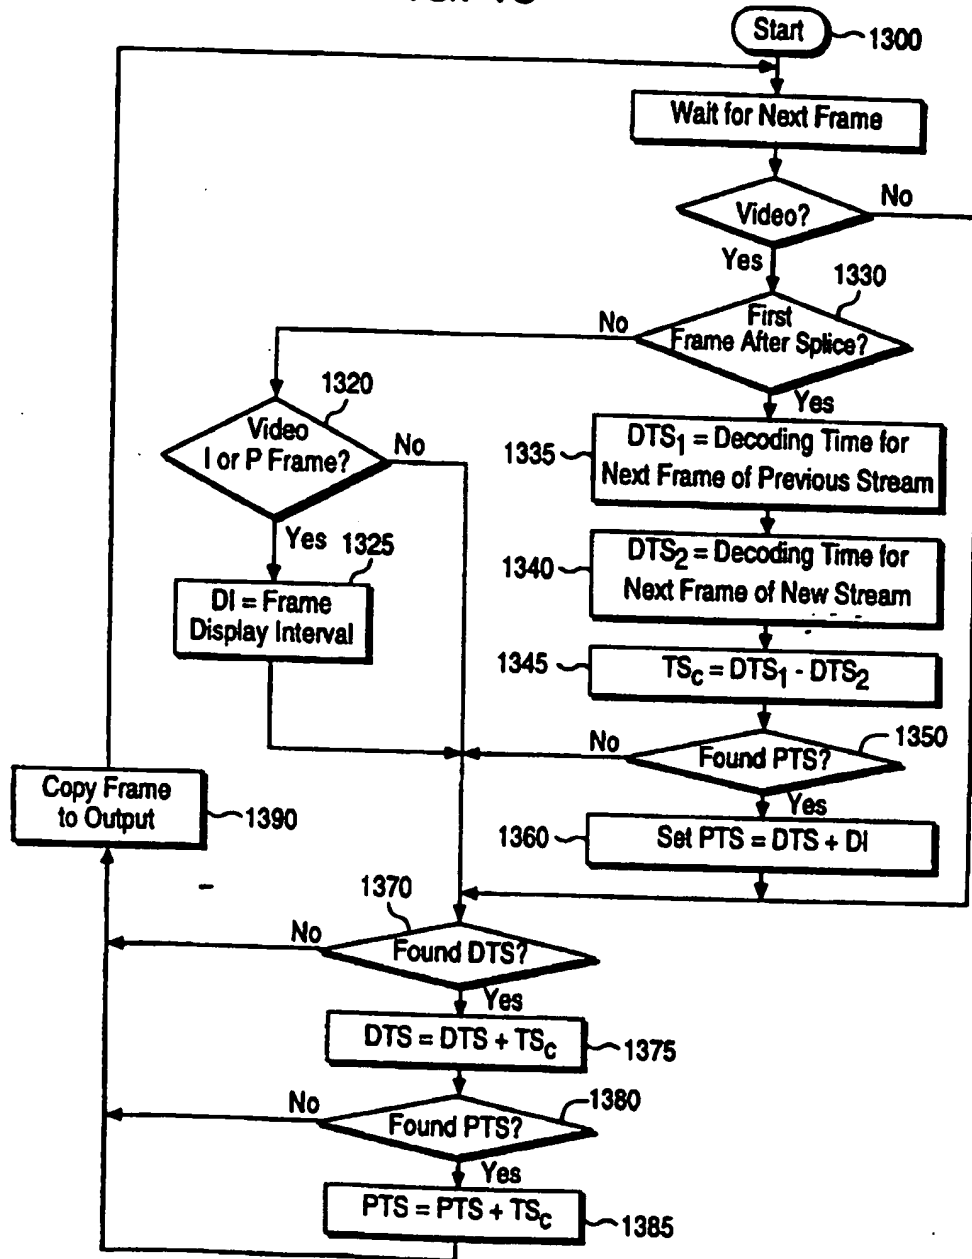 Start
1300
Wait for Next Frame
Video?
No
Yes
1330
First
Frame After Splice?
No
Yes
1320
Video
I or P Frame?
No
Yes
1325
DI = Frame
Display Interval
1335
DTS1 = Decoding Time for
Next Frame of Previous Stream
1340
DTS2 = Decoding Time for
Next Frame of New Stream
1345
TSc = DTS1 - DTS2
1350
Found PTS?
No
Yes
1360
Set PTS = DTS + DI
Copy Frame
to Output
1390
1370
Found DTS?
No
Yes
DTS = DTS + TSc
1375
1380
Found PTS?
No
Yes
PTS = PTS + TSc
1385